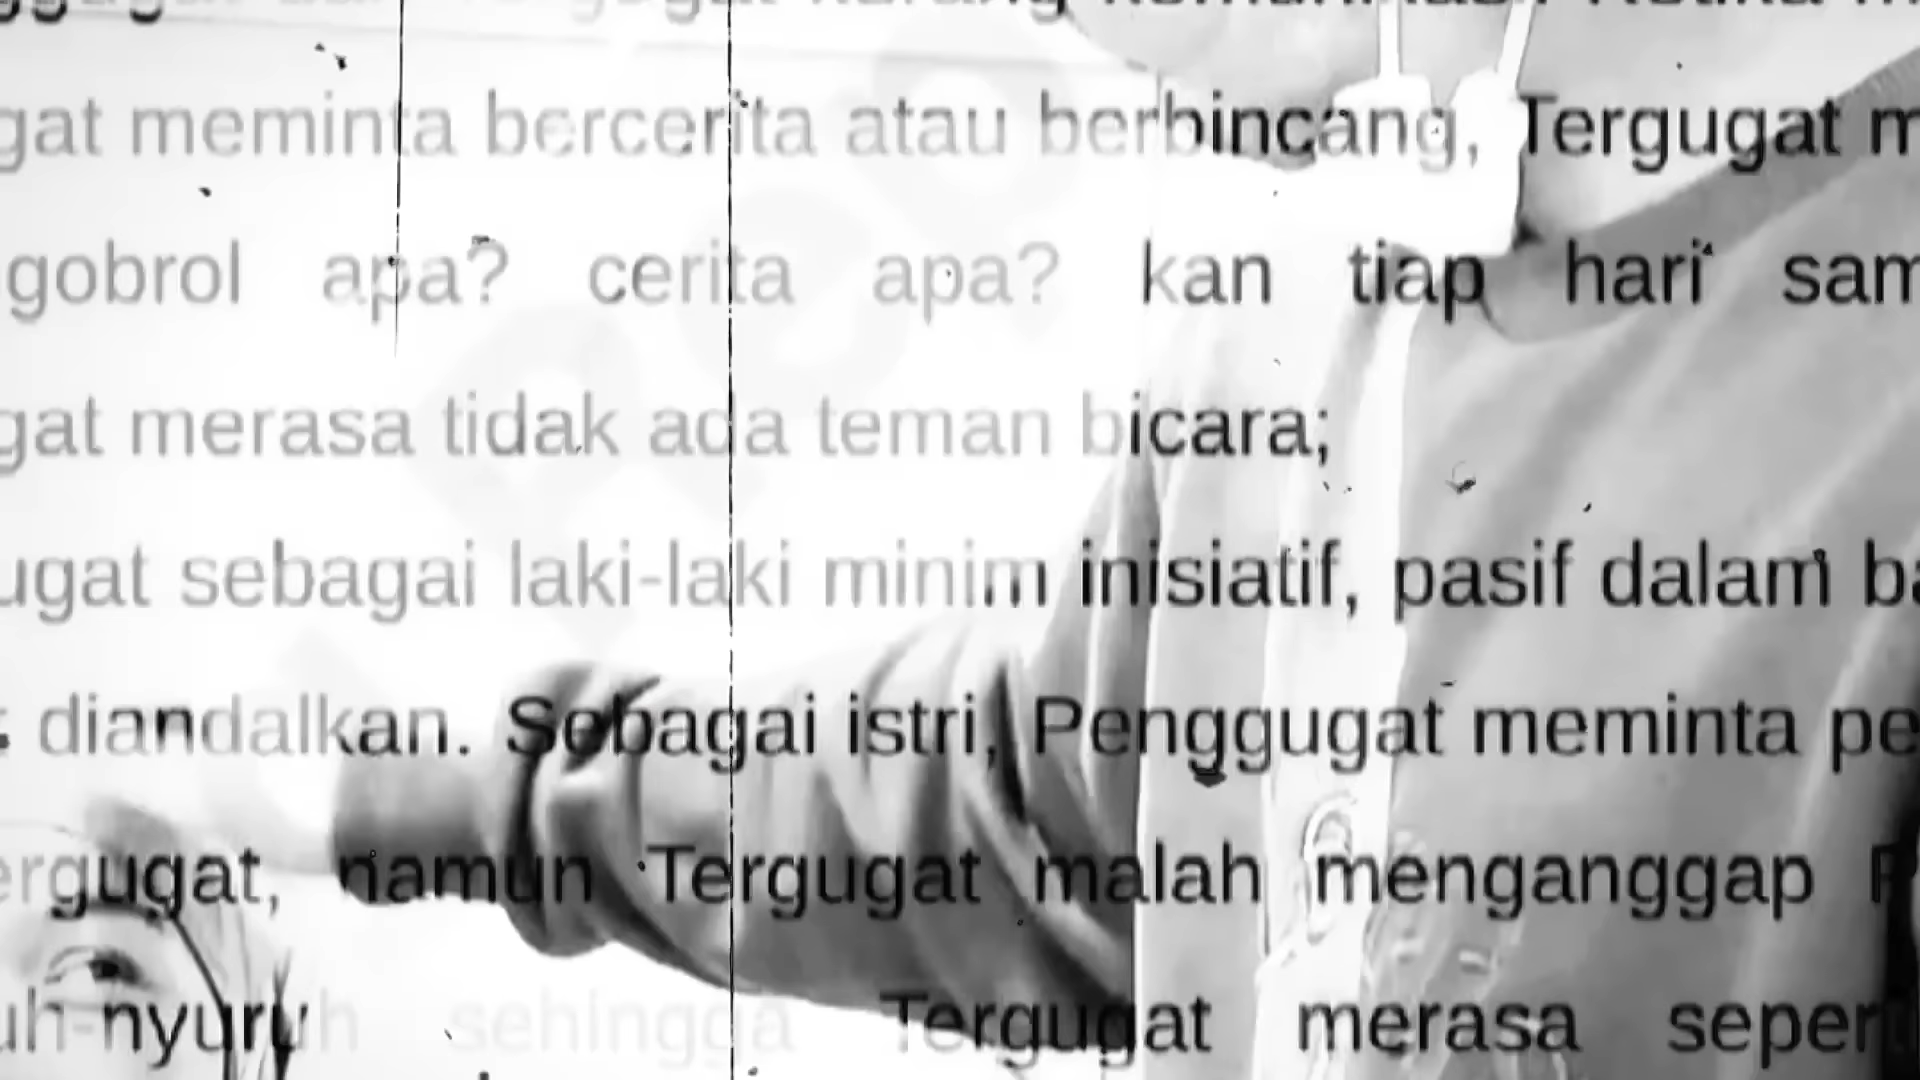 gat meminta bercerita atau berbincang, Tergugat m
gobrol apa? cerita apa? kan tiap hari sam
gat merasa tidak ada teman bicara;
ugat sebagai laki-laki minim inisiatif, pasif dalam ba
diandalkan. Sebagai istri, Penggugat meminta pe
ergugat, namun Tergugat malah menganggap P
uh-nyuruh sehingga Tergugat merasa sepert